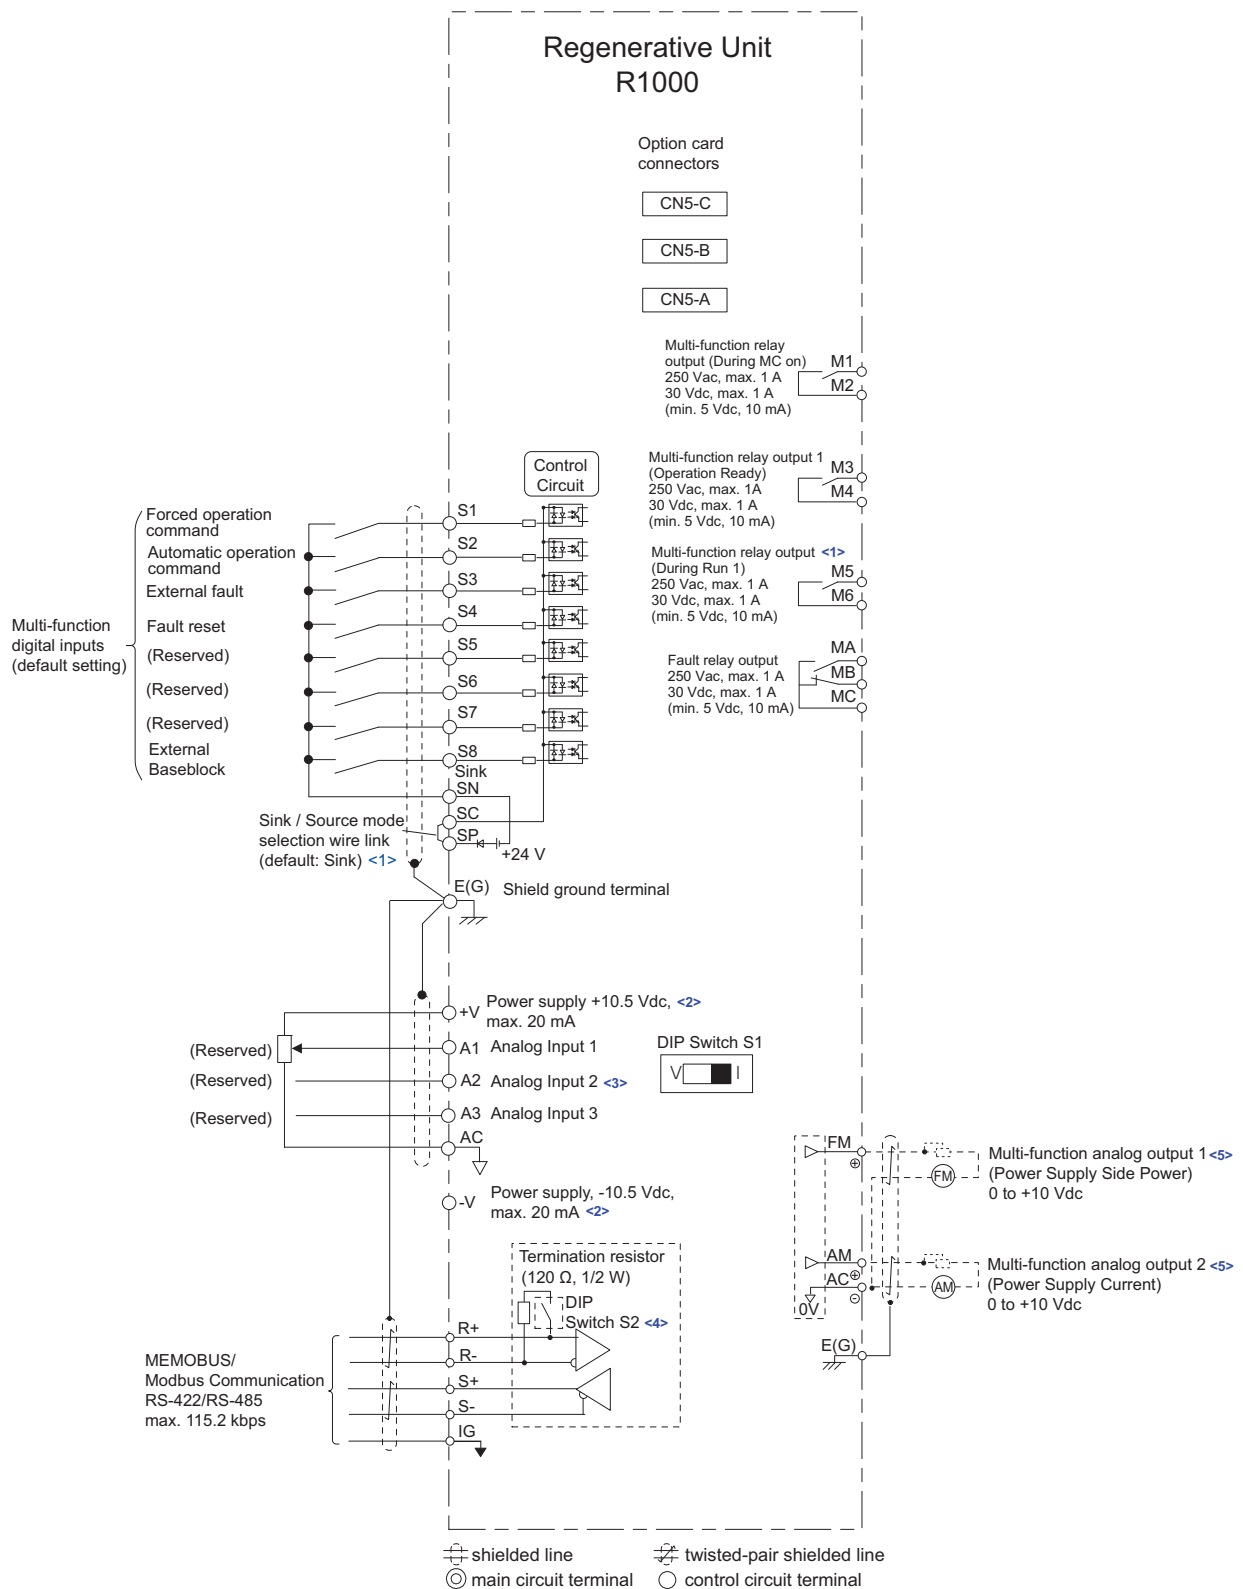 Regenerative Unit
R1000
Option card
connectors
CN5-C
CN5-B
CN5-A
Multi-function relay
output (During MC on)
250 Vac, max. 1 A
30 Vdc, max. 1 A
(min. 5 Vdc, 10 mA)
M1
M2
Multi-function relay output 1
(Operation Ready)
250 Vac, max. 1A
30 Vdc, max. 1 A
(min. 5 Vdc, 10 mA)
M3
M4
Multi-function relay output <1>
(During Run 1)
250 Vac, max. 1 A
30 Vdc, max. 1 A
(min. 5 Vdc, 10 mA)
M5
M6
Fault relay output
250 Vac, max. 1 A
30 Vdc, max. 1 A
(min. 5 Vdc, 10 mA)
MA
MB
MC
Control
Circuit
Multi-function
digital inputs
(default setting)
Forced operation
command
S1
Automatic operation
command
S2
External fault
S3
Fault reset
S4
(Reserved)
S5
(Reserved)
S6
(Reserved)
S7
External
Baseblock
S8
Sink
SN
SC
SP
+24 V
Sink / Source mode
selection wire link
(default: Sink) <1>
E(G) Shield ground terminal
+V Power supply +10.5 Vdc, <2>
max. 20 mA
(Reserved)
A1 Analog Input 1
(Reserved)
A2 Analog Input 2 <3>
(Reserved)
A3 Analog Input 3
AC
DIP Switch S1
V I
-V Power supply, -10.5 Vdc,
max. 20 mA <2>
Termination resistor
(120 Ω, 1/2 W)
DIP
Switch S2 <4>
MEMOBUS/
Modbus Communication
RS-422/RS-485
max. 115.2 kbps
R+
R-
S+
S-
IG
FM
⊕
FM
Multi-function analog output 1 <5>
(Power Supply Side Power)
0 to +10 Vdc
AM
⊕
AC
⊖
0V
AM
Multi-function analog output 2 <5>
(Power Supply Current)
0 to +10 Vdc
E(G)
shielded line
twisted-pair shielded line
main circuit terminal
control circuit terminal